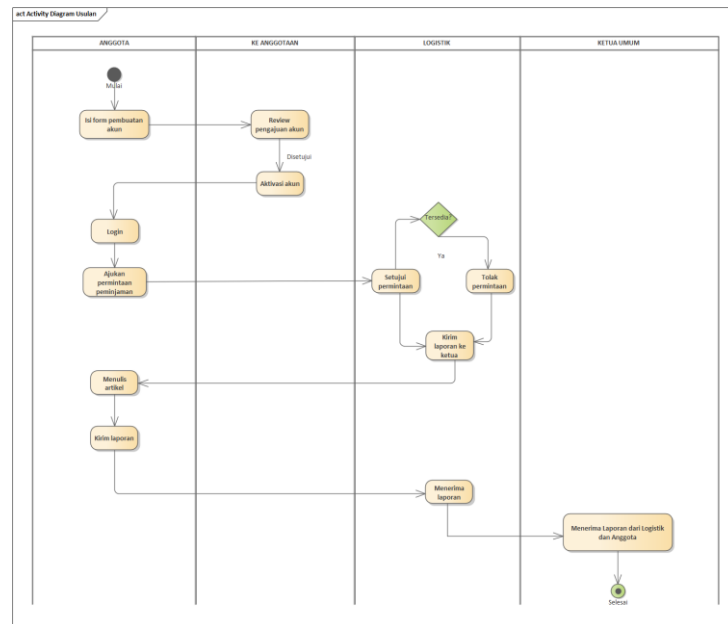 act Activity Diagram Usulan
ANGGOTA
KE ANGGOTAAN
LOGISTIK
KETUA UMUM
Mulai
Isi form pembuatan
akun
Review
pengajuan akun
Disetujui
Aktivasi akun
Login
Tersedia?
Ya
Ajukan
permintaan
peminjaman
Setujui
permintaan
Tolak
permintaan
Kirim
laporan ke
ketua
Menulis
artikel
Kirim laporan
Menerima
laporan
Menerima Laporan dari Logistik
dan Anggota
Selesai